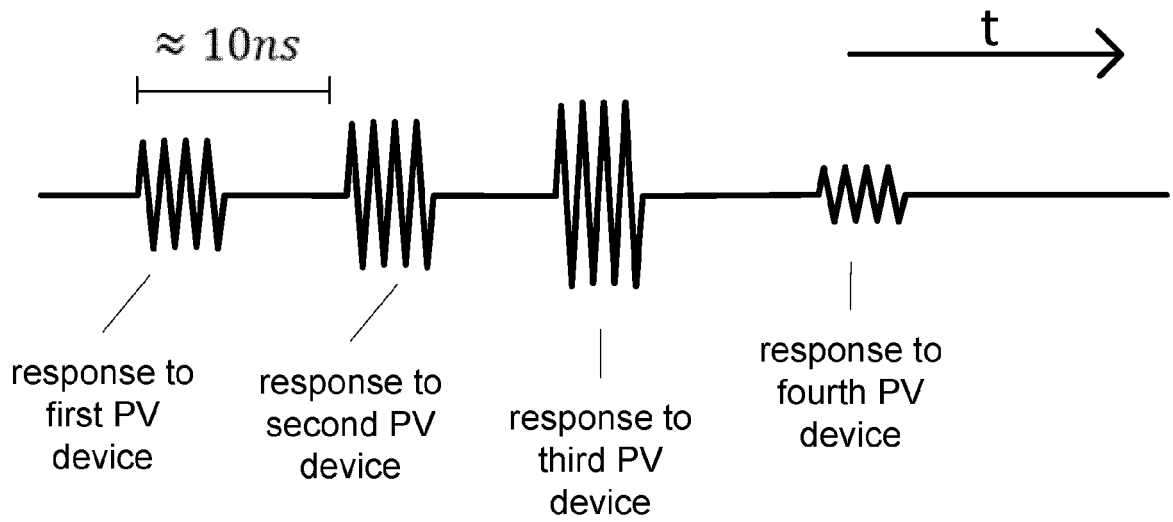 ≈ 10ns
t
response to
first PV
device
response to
second PV
device
response to
third PV
device
response to
fourth PV
device